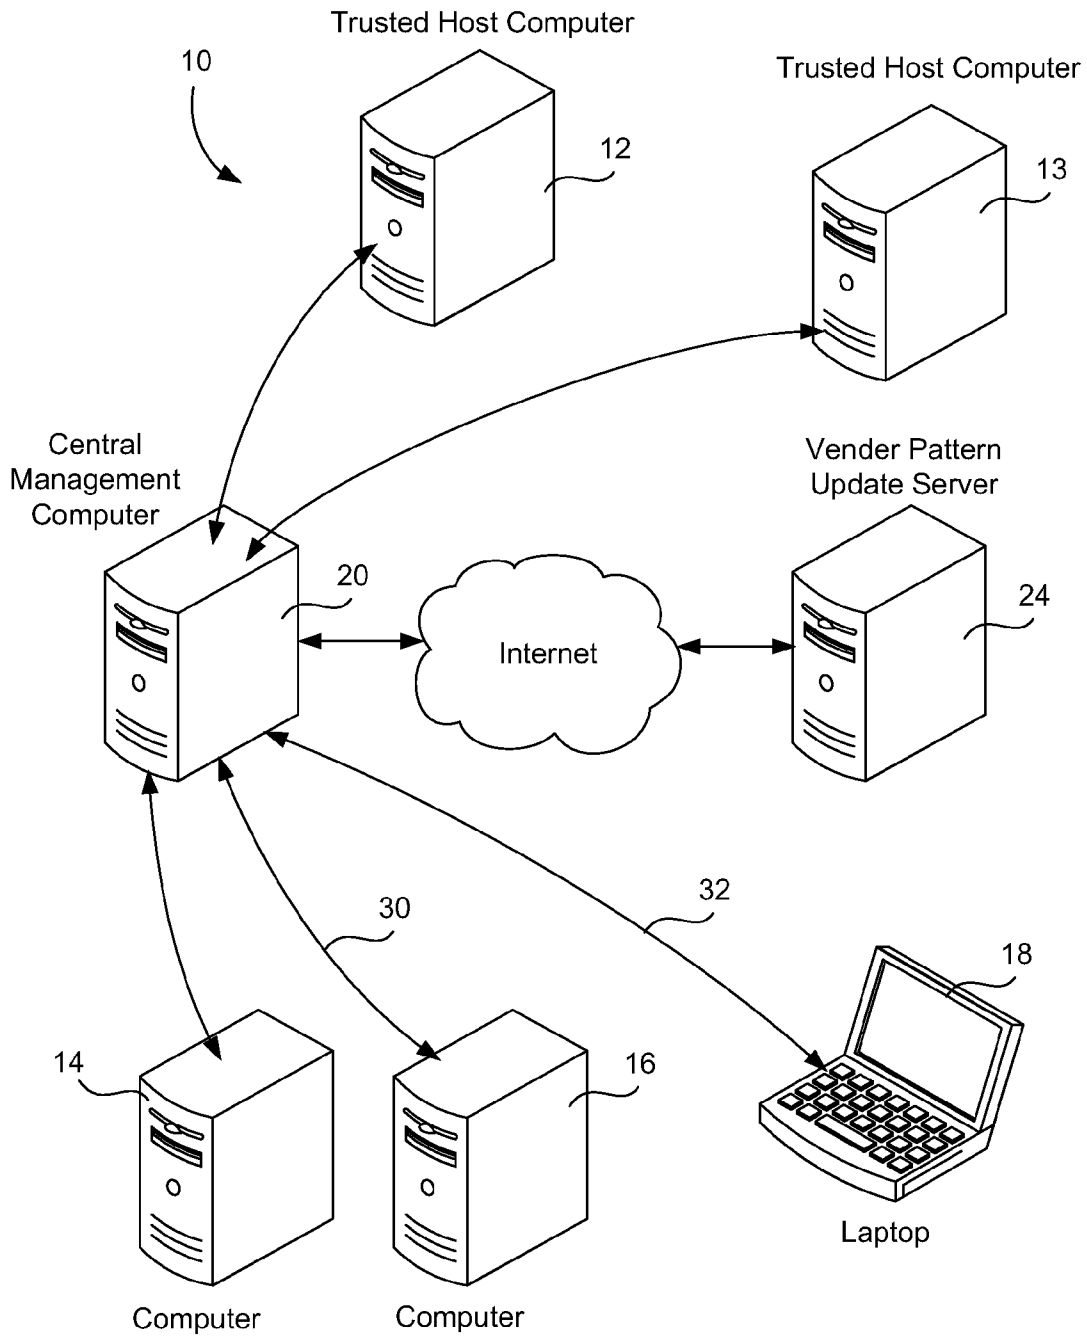 Trusted Host Computer
10
Trusted Host Computer
12
13
Central
Management
Computer
Vender Pattern
Update Server
20
24
Internet
32
30
18
14
16
Laptop
Computer
Computer